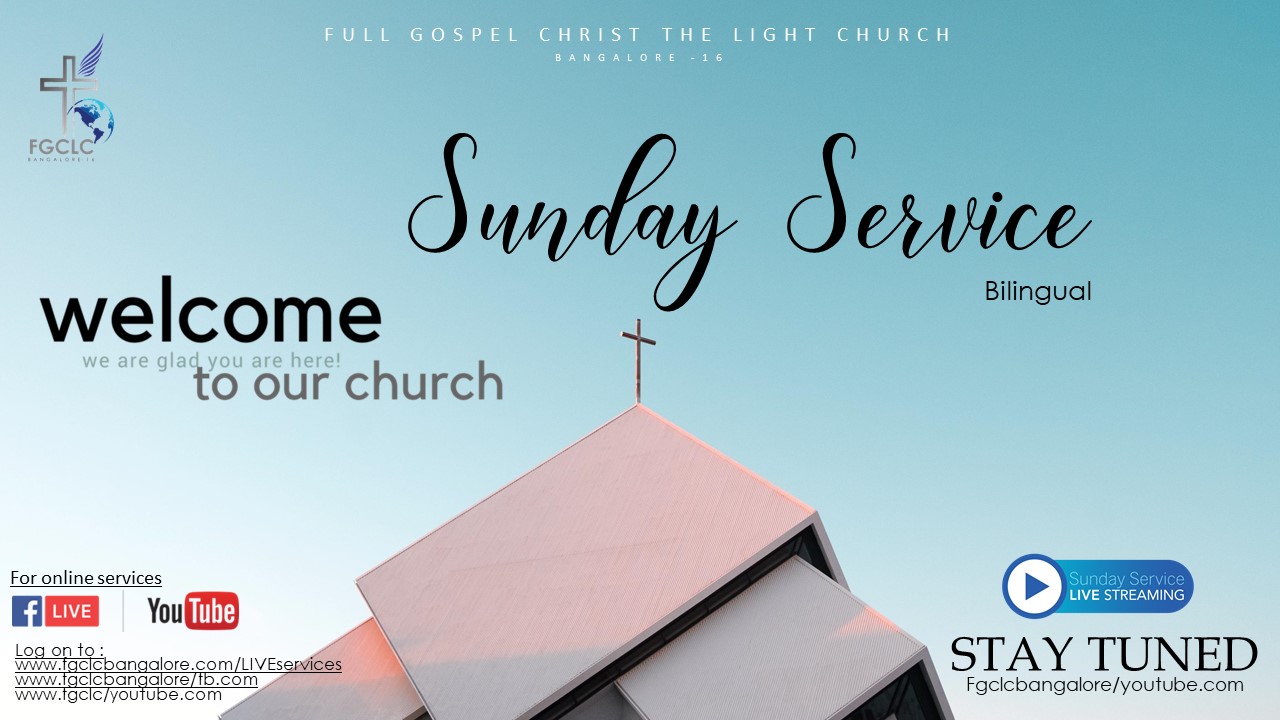 FULL GOSPEL CHRIST THE LIGHT CHURCH
BANGALORE -16
FGCLC
BANGALORE-16
Sunday Service
Bilingual
welcome
we are glad you are here!
to our church
For online services
f LIVE
YouTube
Log on to :
www.fgclcbangalore.com/LIVEservices
www.fgclcbangalore/fb.com
www.fgclc/youtube.com
Sunday Service
LIVE STREAMING
STAY TUNED
Fgclcbangalore/youtube.com